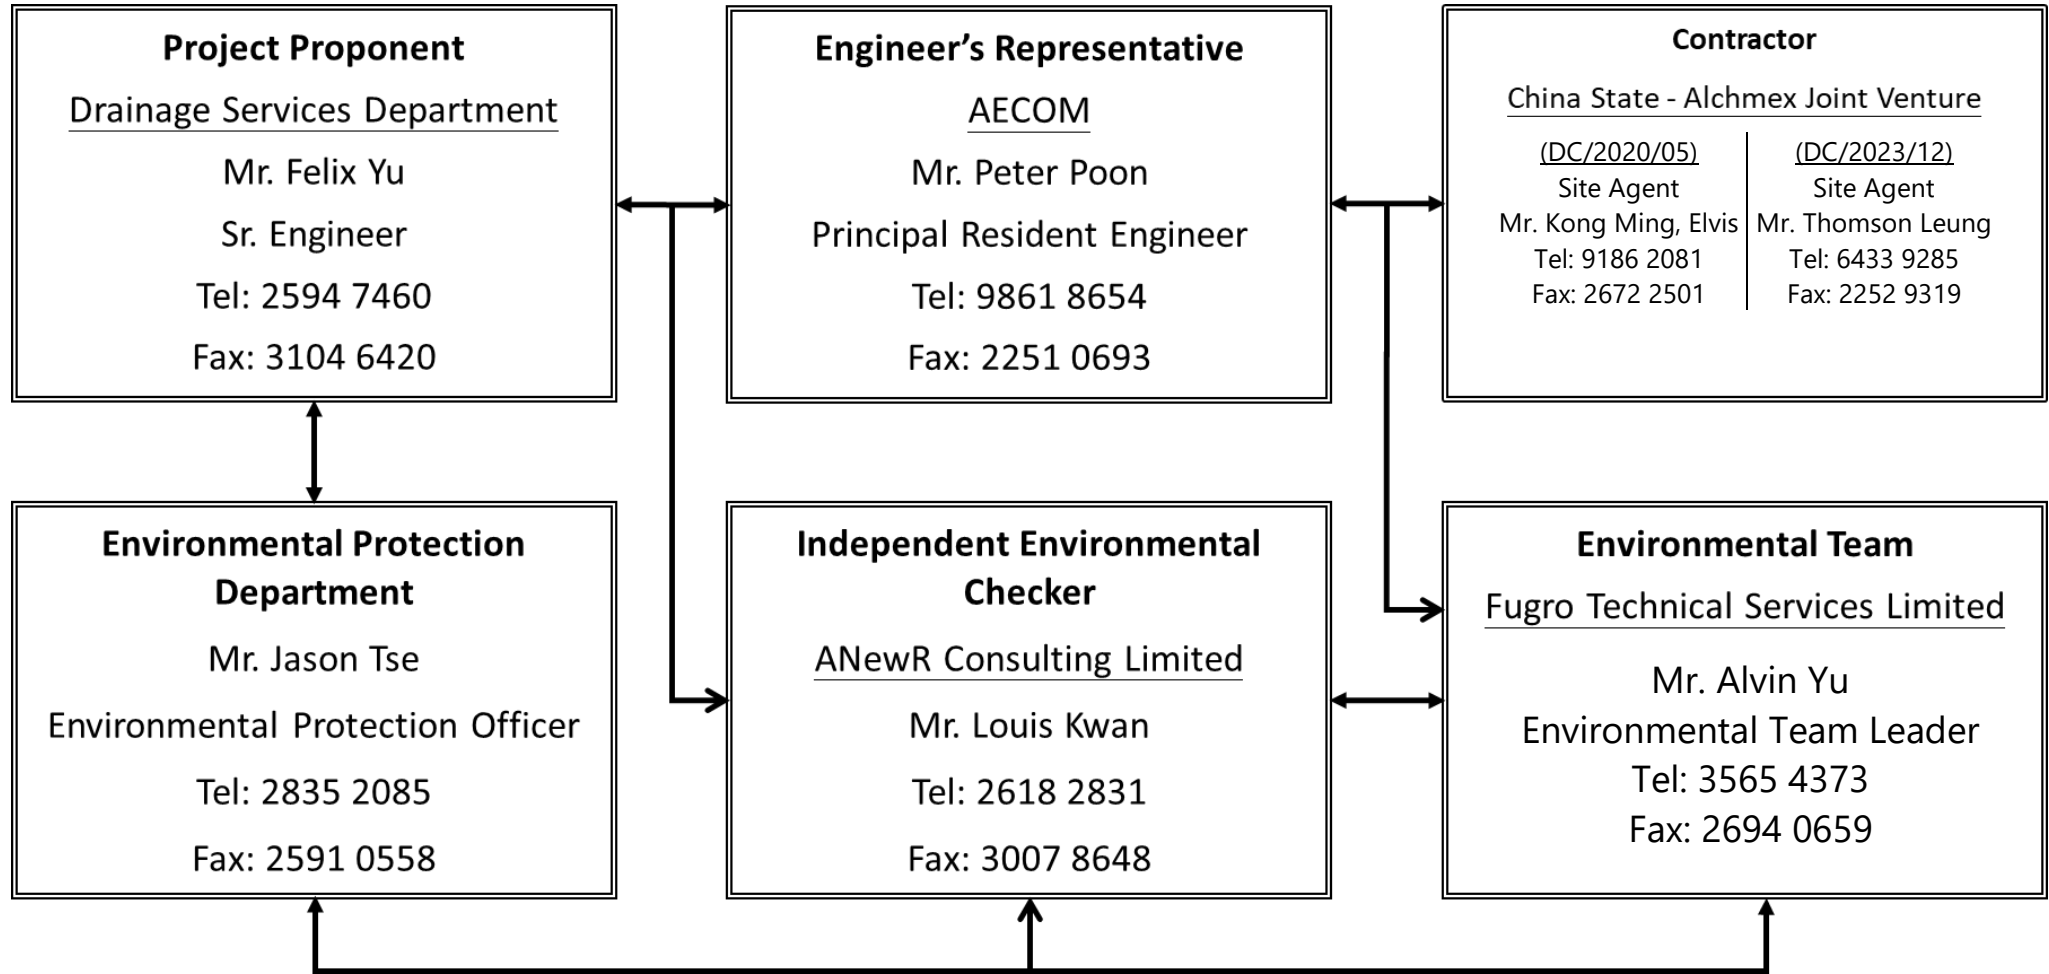 Project Proponent
Drainage Services Department
Mr. Felix Yu
Sr. Engineer
Tel: 2594 7460
Fax: 3104 6420
Engineer’s Representative
AECOM
Mr. Peter Poon
Principal Resident Engineer
Tel: 9861 8654
Fax: 2251 0693
Contractor
China State - Alchmex Joint Venture
(DC/2020/05)
Site Agent
Mr. Kong Ming, Elvis
Tel: 9186 2081
Fax: 2672 2501
(DC/2023/12)
Site Agent
Mr. Thomson Leung
Tel: 6433 9285
Fax: 2252 9319
Environmental Protection
Department
Mr. Jason Tse
Environmental Protection Officer
Tel: 2835 2085
Fax: 2591 0558
Independent Environmental
Checker
ANewR Consulting Limited
Mr. Louis Kwan
Tel: 2618 2831
Fax: 3007 8648
Environmental Team
Fugro Technical Services Limited
Mr. Alvin Yu
Environmental Team Leader
Tel: 3565 4373
Fax: 2694 0659